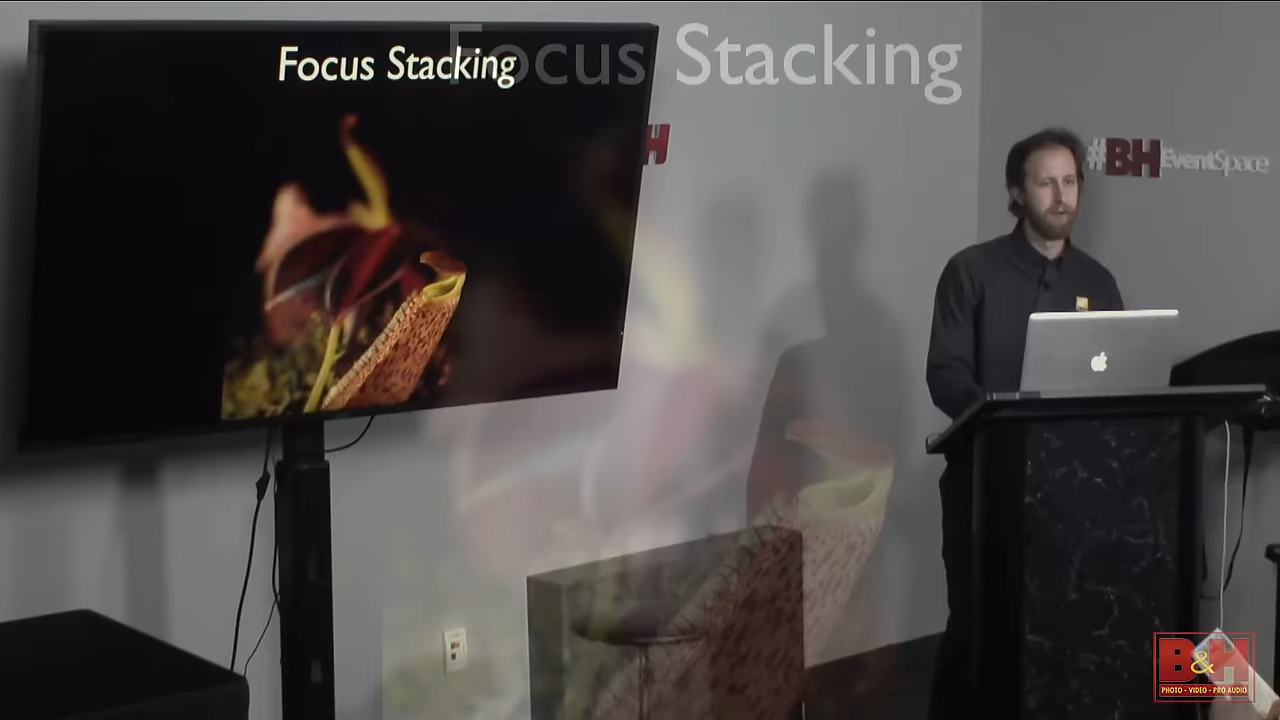 Focus Stacking
Focus Stacking
H
#BH EventSpace
B&H
PHOTO - VIDEO - PRO AUDIO